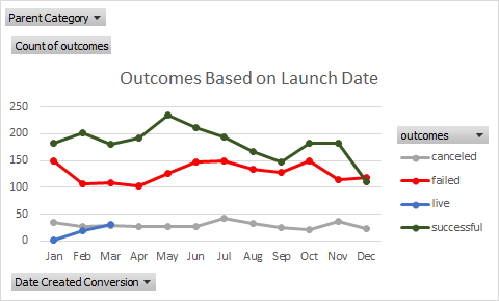 Parent Category
Count of outcomes
Outcomes Based on Launch Date
250
200
150
100
50
0
Jan Feb Mar Apr May Jun Jul Aug Sep Oct Nov Dec
outcomes
canceled
failed
live
successful
Date Created Conversion